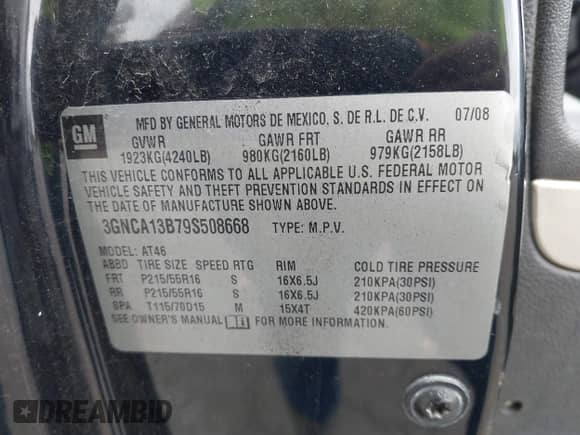 GM
MFD BY GENERAL MOTORS DE MEXICO, S. DE R.L. DE C.V. 07/08
GVWR GAWR FRT GAWR RR
1923KG(4240LB) 980KG(2160LB) 979KG(2158LB)
THIS VEHICLE CONFORMS TO ALL APPLICABLE U.S. FEDERAL MOTOR
VEHICLE SAFETY AND THEFT PREVENTION STANDARDS IN EFFECT ON
THE DATE OF MANUFACTURE SHOWN ABOVE.
3GNCA13B79S508668 TYPE: M.P.V.
MODEL: AT46
ABBD TIRE SIZE SPEED RTG RIM COLD TIRE PRESSURE
FRT P215/55R16 S 16X6.5J 210KPA(30PSI)
RR P215/55R16 S 16X6.5J 210KPA(30PSI)
SPA T115/70D15 M 15X4T 420KPA(60PSI)
SEE OWNER'S MANUAL FOR MORE INFORMATION.
DREAMBID